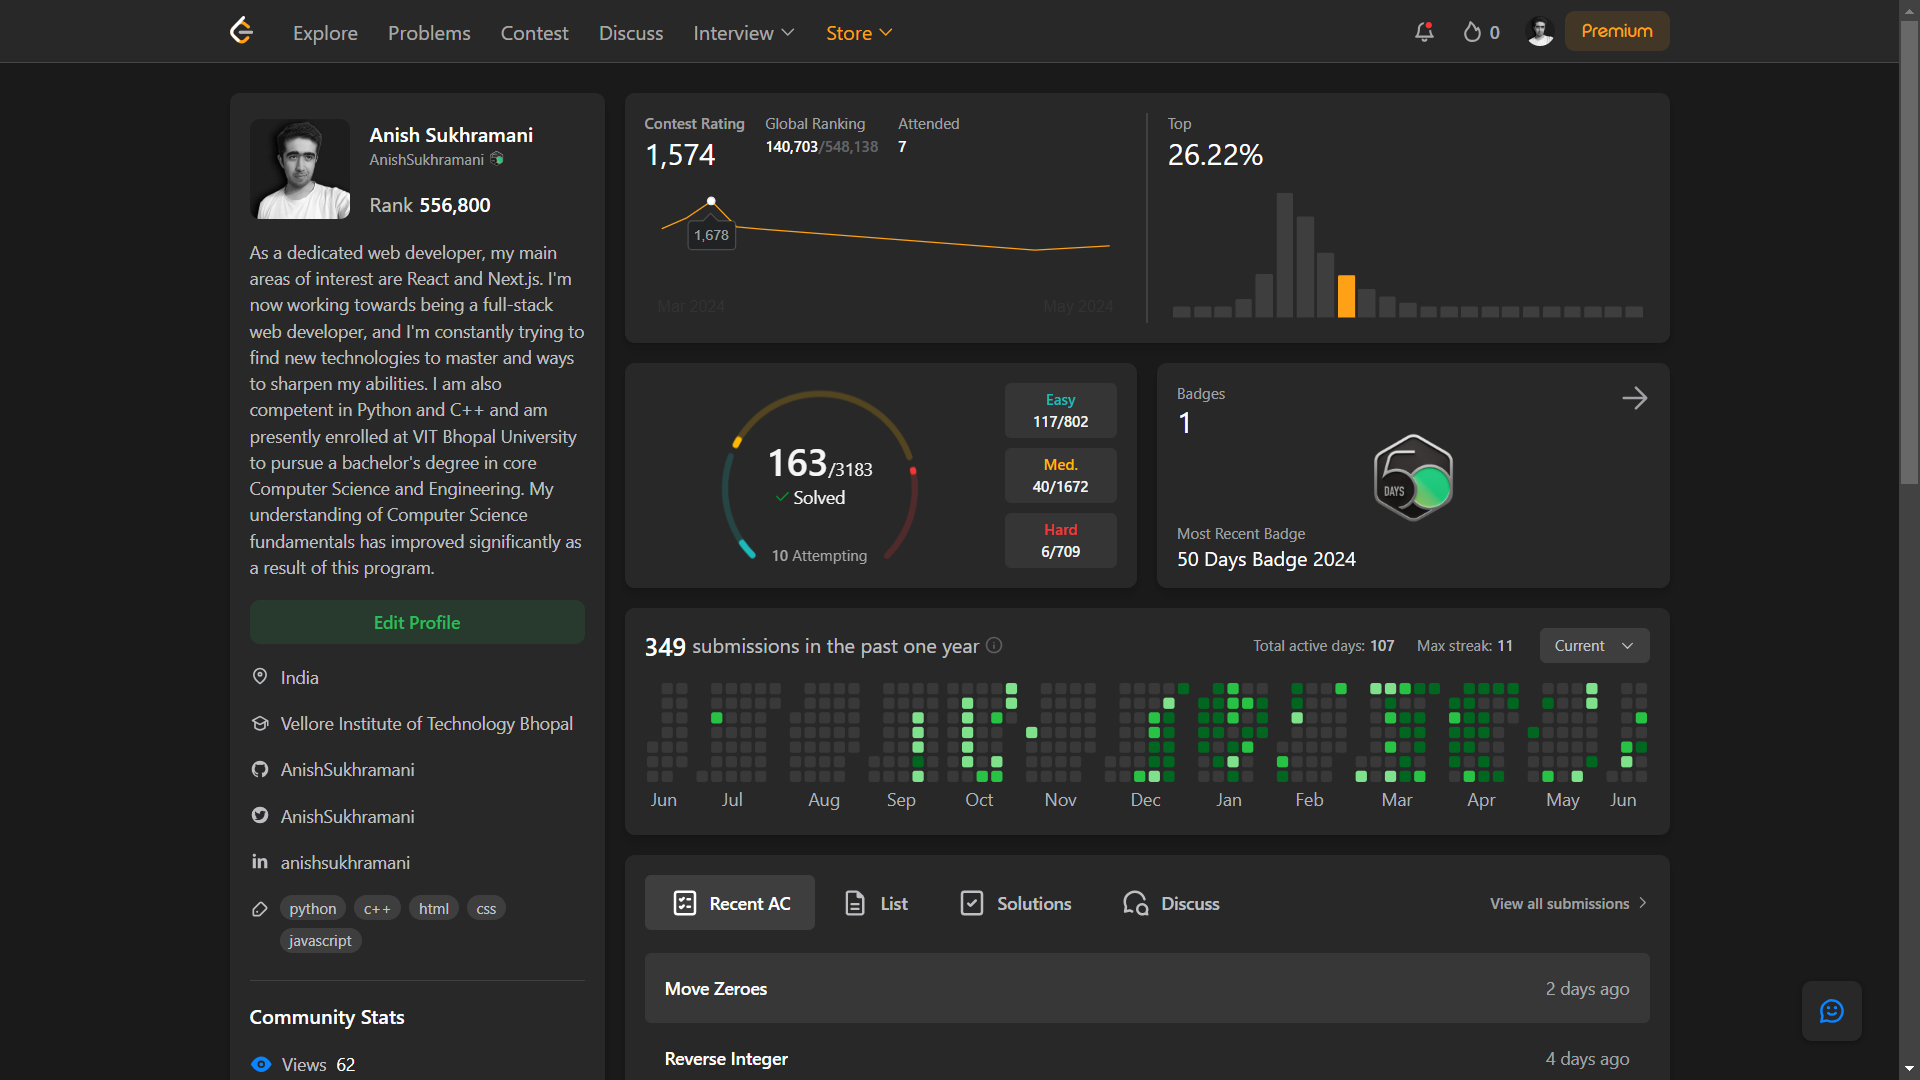 Explore Problems Contest Discuss Interview Store 0 Premium
Anish Sukhramani
AnishSukhramani
Rank 556,800
As a dedicated web developer, my main
areas of interest are React and Next.js. I'm
now working towards being a full-stack
web developer, and I'm constantly trying to
find new technologies to master and ways
to sharpen my abilities. I am also
competent in Python and C++ and am
presently enrolled at VIT Bhopal University
to pursue a bachelor's degree in core
Computer Science and Engineering. My
understanding of Computer Science
fundamentals has improved significantly as
a result of this program.
Edit Profile
India
Vellore Institute of Technology Bhopal
AnishSukhramani
AnishSukhramani
in anishsukhramani
python c++ html css
javascript
Community Stats
Views 62
Contest Rating Global Ranking Attended
1,574 140,703/548,138 7
1,678
Mar 2024 May 2024
Top
26.22%
163/3183
Solved
10 Attempting
Easy
117/802
Med.
40/1672
Hard
6/709
Badges
1
50
DAYS
Most Recent Badge
50 Days Badge 2024
349 submissions in the past one year Total active days: 107 Max streak: 11 Current
Jun Jul Aug Sep Oct Nov Dec Jan Feb Mar Apr May Jun
Recent AC List Solutions Discuss View all submissions
Move Zeroes 2 days ago
Reverse Integer 4 days ago